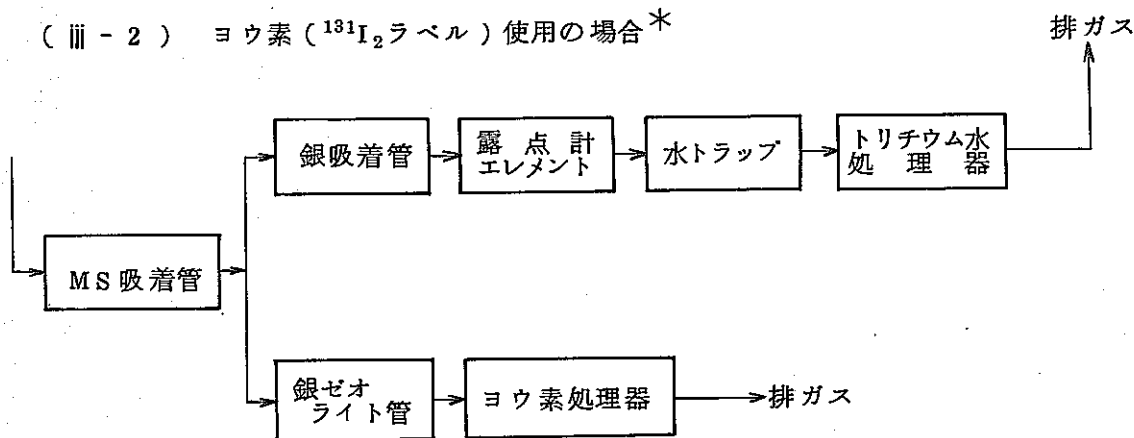 (ⅲ-2) ヨウ素(¹³¹I₂ラベル)使用の場合*
排ガス
銀吸着管
露点計
エレメント
水トラップ
トリチウム水
処理器
MS吸着管
銀ゼオ
ライト管
ヨウ素処理器
排ガス